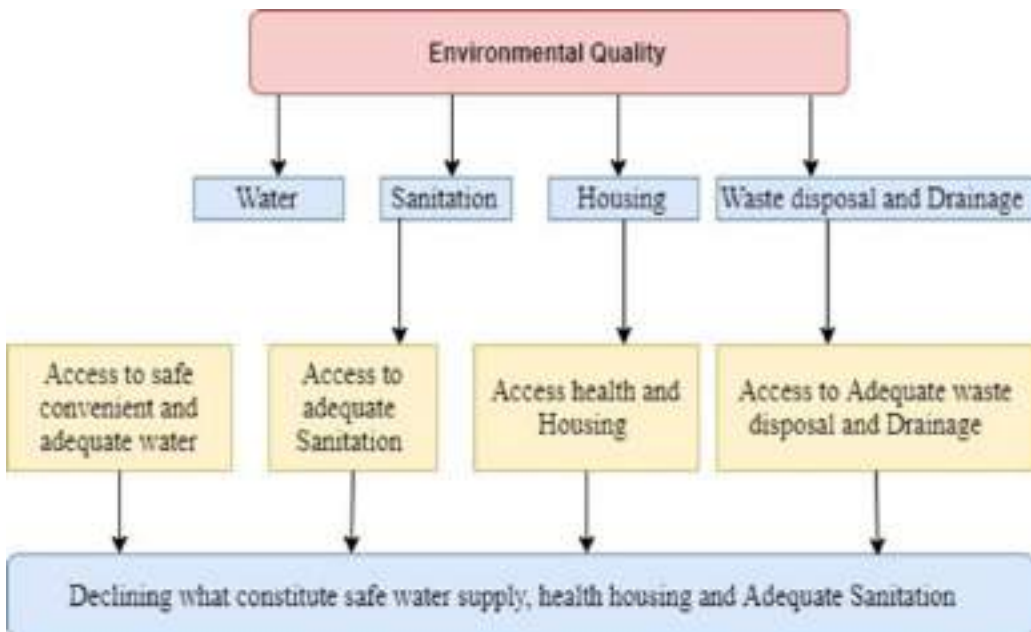 Environmental Quality
Water
Sanitation
Housing
Waste disposal and Drainage
Access to safe
convenient and
adequate water
Access to
adequate
Sanitation
Access health and
Housing
Access to Adequate waste
disposal and Drainage
Declining what constitute safe water supply, health housing and Adequate Sanitation